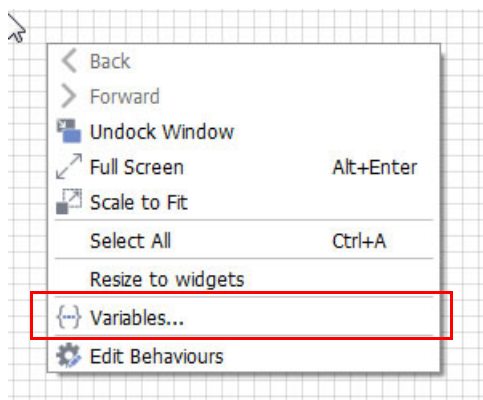 Back
Forward
Undock Window
Full Screen Alt+Enter
Scale to Fit
Select All Ctrl+A
Resize to widgets
Variables...
Edit Behaviours